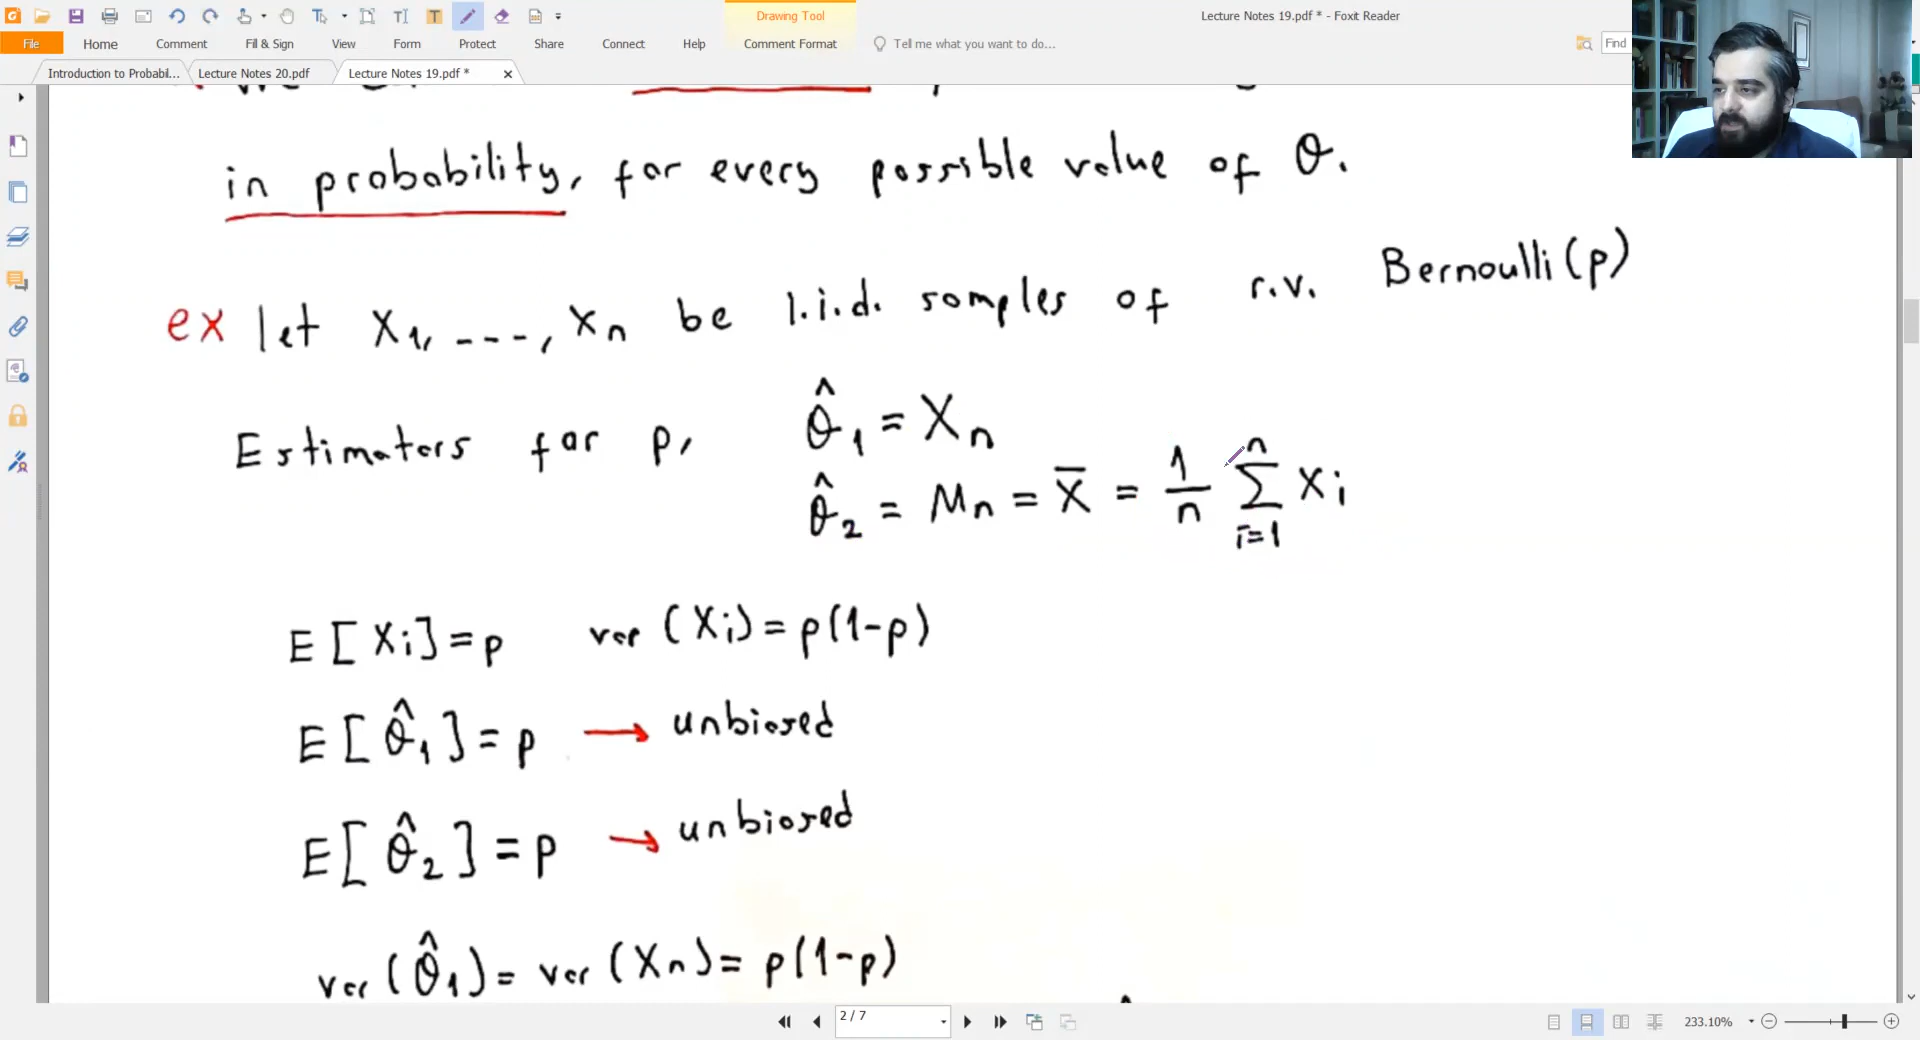 Drawing Tool
Lecture Notes 19.pdf * - Foxit Reader
File Home Comment Fill & Sign View Form Protect Share Connect Help Comment Format Tell me what you want to do... Find
Introduction to Probabil... Lecture Notes 20.pdf Lecture Notes 19.pdf *
in probability, for every possible value of θ.
ex let X1, ----, Xn be i.i.d. samples of r.v. Bernoulli(p)
Estimators for p, θ̂1 = Xn
θ̂2 = Mn = X̄ = 1/n ∑_{i=1}^{n} Xi
E[Xi] = p var (Xi) = p(1-p)
E[θ̂1] = p → unbiased
E[θ̂2] = p → unbiased
var (θ̂1) = var (Xn) = p(1-p)
2 / 7
233.10%